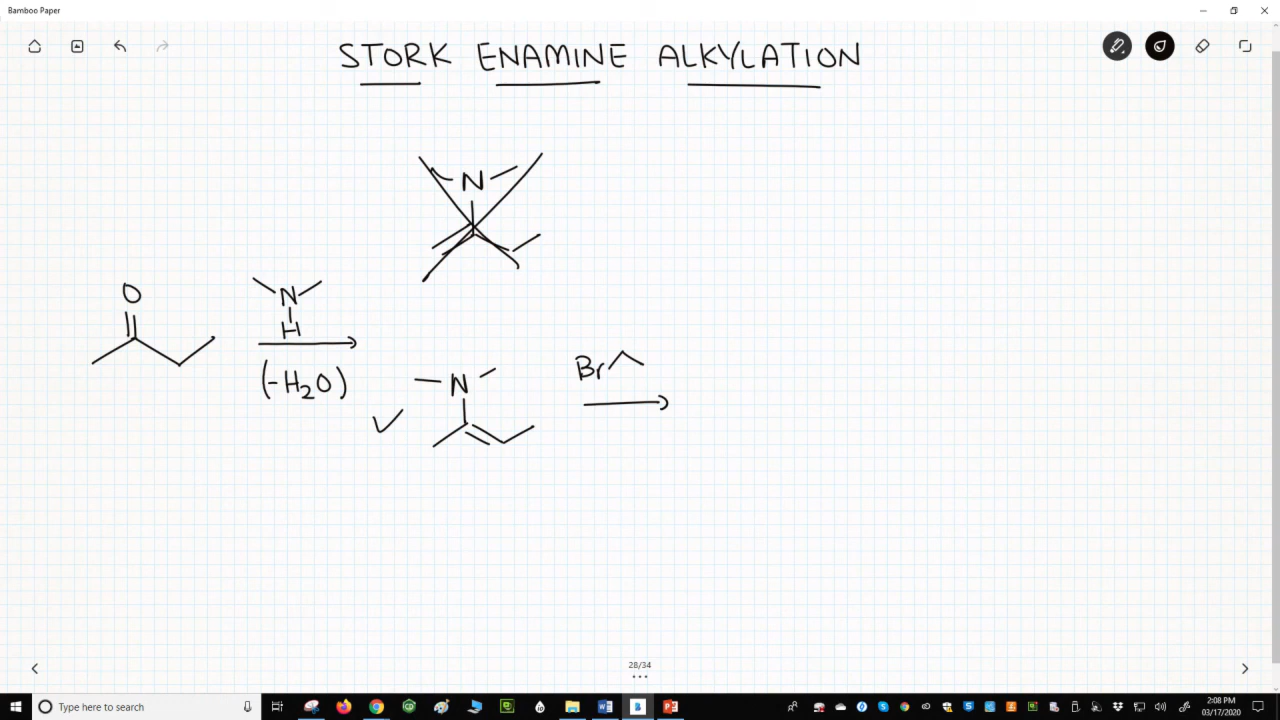 Bamboo Paper
STORK ENAMINE ALKYLATION
N
O
N
H
(-H₂O)
N
Br
28/34
Type here to search
2:08 PM
03/17/2020